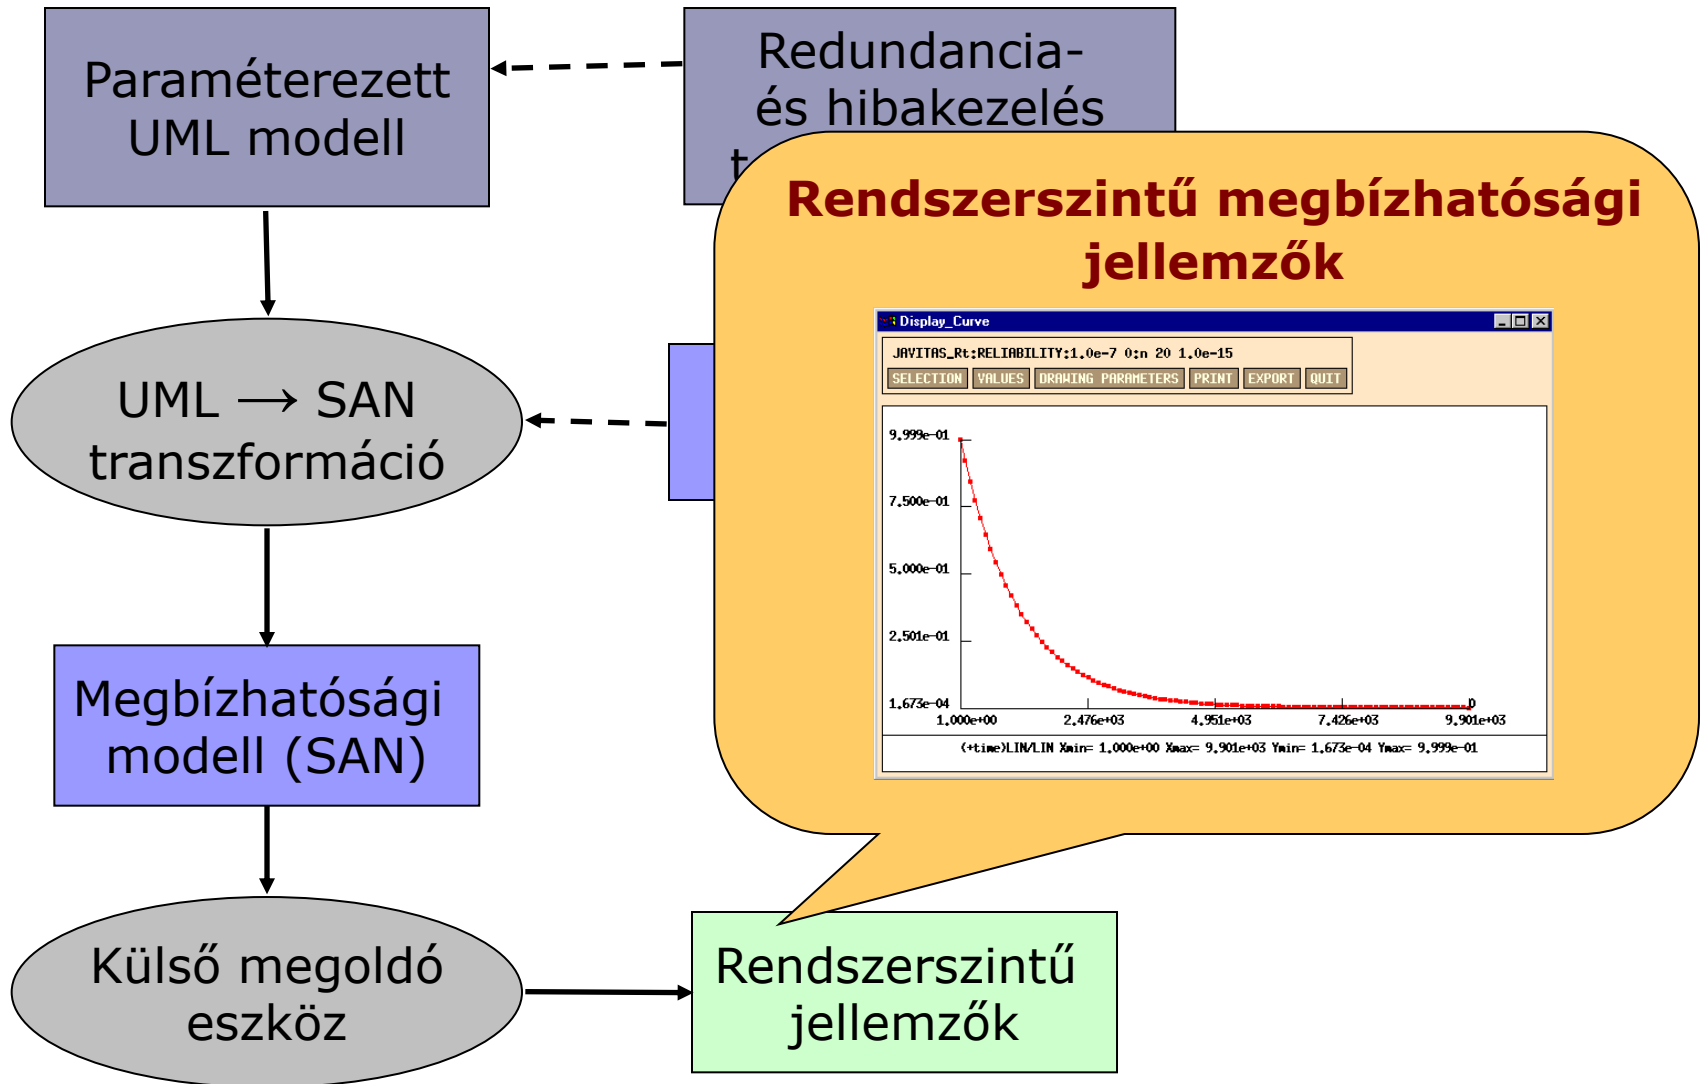 Paraméterezett
UML modell
Redundancia-
és hibakezelés
UML → SAN
transzformáció
Megbízhatósági
modell (SAN)
Külső megoldó
eszköz
Rendszerszintű
jellemzők
Rendszerszintű megbízhatósági
jellemzők
Display_Curve
JAVITAS_Rt:RELIABILITY:1.0e-7 0:n 20 1.0e-15
SELECTION VALUES DRAWING PARAMETERS PRINT EXPORT QUIT
9.999e-01
7.500e-01
5.000e-01
2.501e-01
1.673e-04
0
1.000e+00 2.476e+03 4.951e+03 7.426e+03 9.901e+03
(+time)LIN/LIN Xmin= 1.000e+00 Xmax= 9.901e+03 Ymin= 1.673e-04 Ymax= 9.999e-01